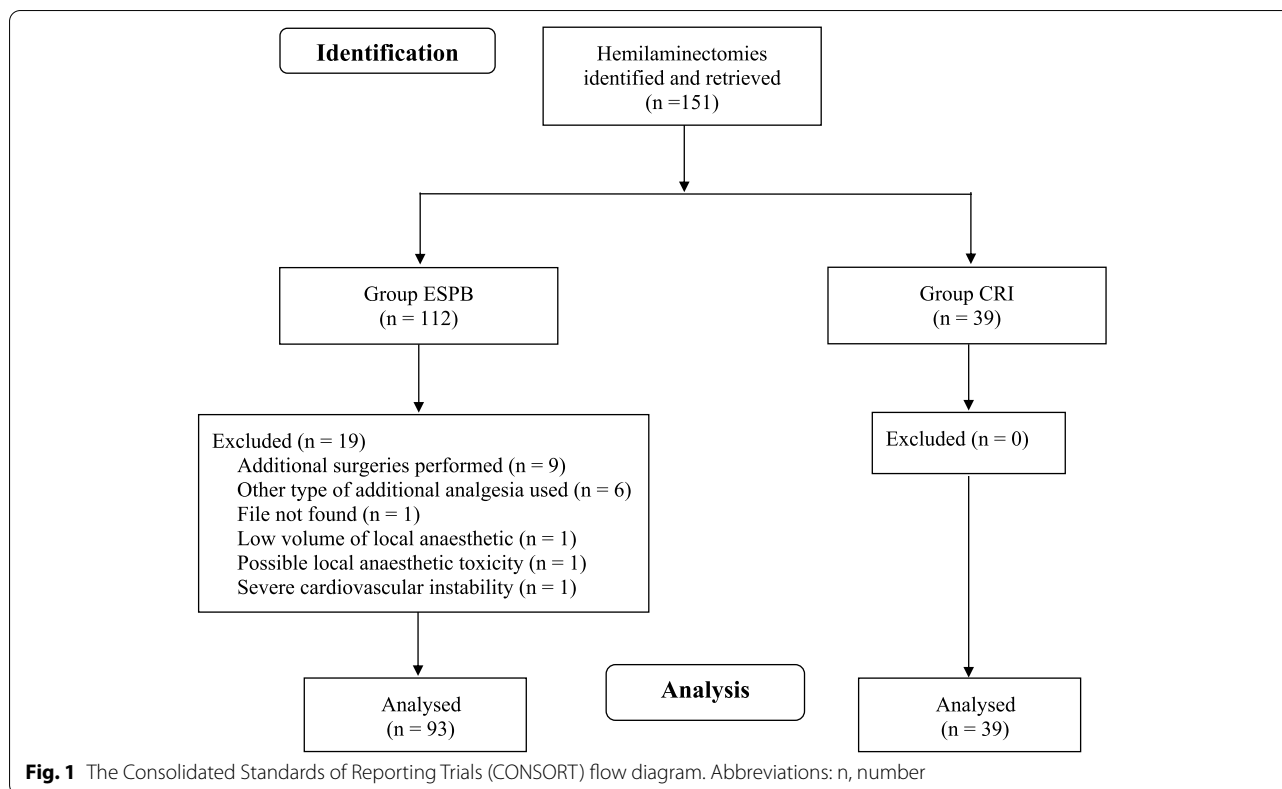 Identification
Hemilaminectomies
identified and retrieved
(n =151)
Group ESPB
(n = 112)
Group CRI
(n = 39)
Excluded (n = 19)
Additional surgeries performed (n = 9)
Other type of additional analgesia used (n = 6)
File not found (n = 1)
Low volume of local anaesthetic (n = 1)
Possible local anaesthetic toxicity (n = 1)
Severe cardiovascular instability (n = 1)
Excluded (n = 0)
Analysis
Analysed
(n = 93)
Analysed
(n = 39)
Fig. 1 The Consolidated Standards of Reporting Trials (CONSORT) flow diagram. Abbreviations: n, number